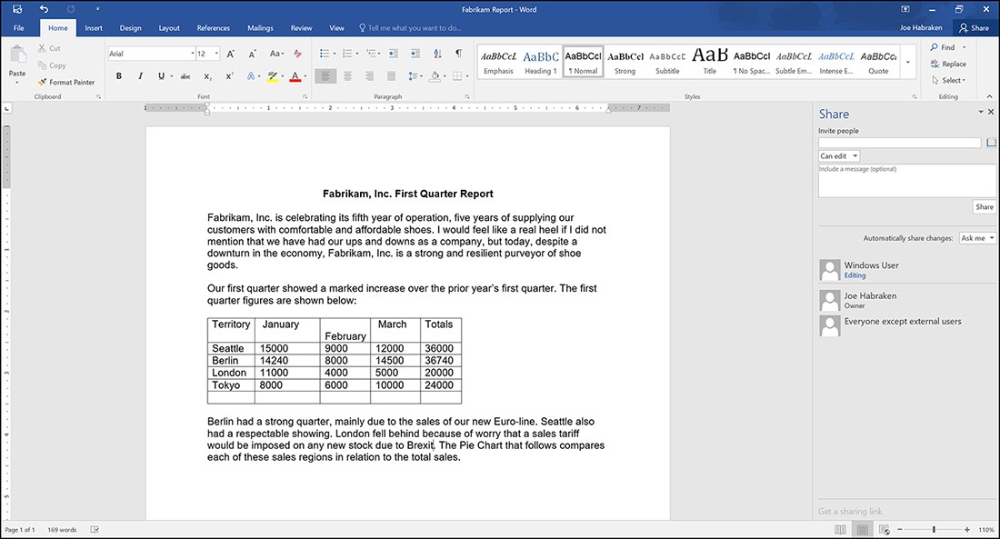 Fabrikam Report - Word
File Home Insert Design Layout References Mailings Review View Tell me what you want to do... Joe Habraken Share
Paste
Cut
Copy
Format Painter
Clipboard
Arial 12
Font
Paragraph
AaBbCcL AaBbC AaBbCcI AaBbCcI AaBbCcC AaB AaBbCcI AaBbCcL AaBbCcL AaBbCc
Emphasis Heading 1 ¶ Normal Strong Subtitle Title ¶ No Spac... Subtle Em... Intense E... Quote
Styles
Find
Replace
Select
Editing
1 1 2 3 4 5 6 7
Fabrikam, Inc. First Quarter Report
Fabrikam, Inc. is celebrating its fifth year of operation, five years of supplying our
customers with comfortable and affordable shoes. I would feel like a real heel if I did not
mention that we have had our ups and downs as a company, but today, despite a
downturn in the economy, Fabrikam, Inc. is a strong and resilient purveyor of shoe
goods.
Our first quarter showed a marked increase over the prior year's first quarter. The first
quarter figures are shown below:
Territory January February March Totals
Seattle 15000 9000 12000 36000
Berlin 14240 8000 14500 36740
London 11000 4000 5000 20000
Tokyo 8000 6000 10000 24000
Berlin had a strong quarter, mainly due to the sales of our new Euro-line. Seattle also
had a respectable showing. London fell behind because of worry that a sales tariff
would be imposed on any new stock due to Brexit. The Pie Chart that follows compares
each of these sales regions in relation to the total sales.
Share
Invite people
Can edit
Include a message (optional)
Share
Automatically share changes: Ask me
Windows User
Editing
Joe Habraken
Owner
Everyone except external users
Get a sharing link
Page 1 of 1 169 words 110%